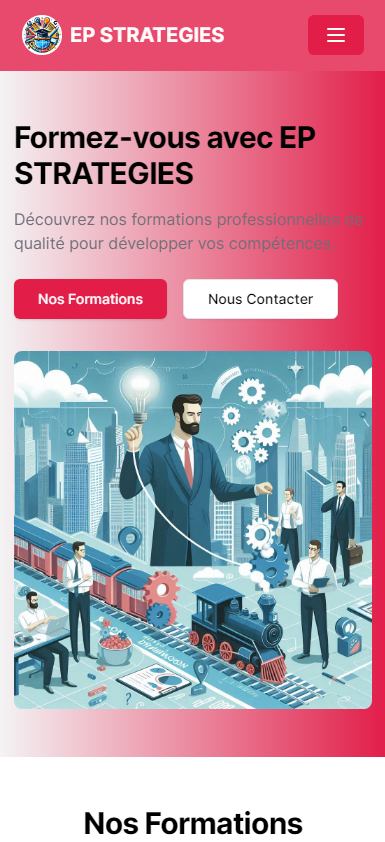 EP STRATEGIES
Formez-vous avec EP
STRATEGIES
Découvrez nos formations professionnelles de
qualité pour développer vos compétences.
Nos Formations
Nous Contacter
Nos Formations